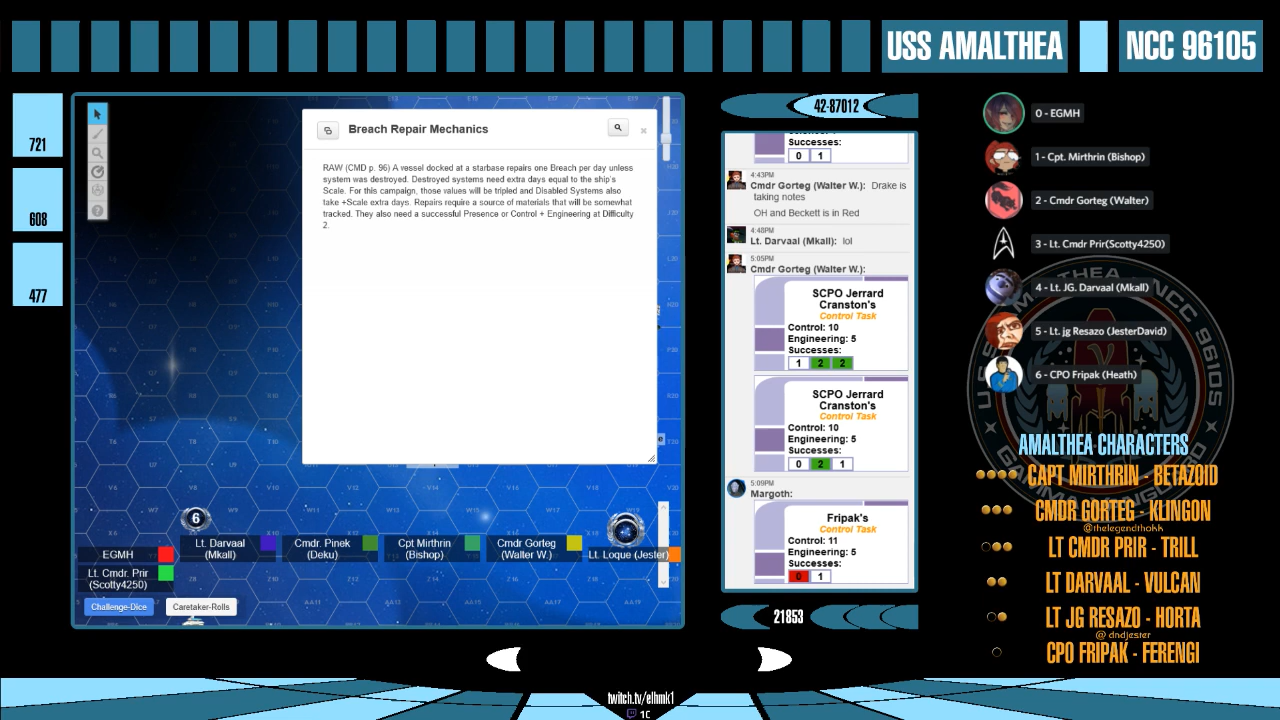 USS AMALTHEA
NCC 96105
721
608
477
Breach Repair Mechanics
RAW (CMD p. 96) A vessel docked at a starbase repairs one Breach per day unless
system was destroyed. Destroyed systems need extra days equal to the ship's
Scale. For this campaign, those values will be tripled and Disabled Systems also
take +Scale extra days. Repairs require a source of materials that will be somewhat
tracked. They also need a successful Presence or Control + Engineering at Difficulty
2.
6
EGMH
Lt. Darvaal
(Mkall)
Cmdr. Pinek
(Deku)
Cpt Mirthrin
(Bishop)
Cmdr Gorteg
(Walter W.)
Lt. Loque (Jester)
Lt. Cmdr. Prir
(Scotty4250)
Challenge-Dice
Caretaker-Rolls
42-87012
Successes:
0 1
4:43PM
Cmdr Gorteg (Walter W.): Drake is
taking notes
OH and Beckett is in Red
4:48PM
Lt. Darvaal (Mkall): lol
5:05PM
Cmdr Gorteg (Walter W.):
SCPO Jerrard
Cranston's
Control Task
Control: 10
Engineering: 5
Successes:
1 2 2
SCPO Jerrard
Cranston's
Control Task
Control: 10
Engineering: 5
Successes:
0 2 1
5:09PM
Margoth:
Fripak's
Control Task
Control: 11
Engineering: 5
Successes:
0 1
21853
0 - EGMH
1 - Cpt. Mirthrin (Bishop)
2 - Cmdr Gorteg (Walter)
3 - Lt. Cmdr Prir(Scotty4250)
4 - Lt. JG. Darvaal (Mkall)
5 - Lt. jg Resazo (JesterDavid)
6 - CPO Fripak (Heath)
AMALTHEA CHARACTERS
CAPT MIRTHRIN - BETAZOID
CMDR GORTEG - KLINGON
@thelegendthokk
LT CMDR PRIR - TRILL
LT DARVAAL - VULCAN
LT JG RESAZO - HORTA
@dndjester
CPO FRIPAK - FERENGI
twitch.tv/elhmk1
1C